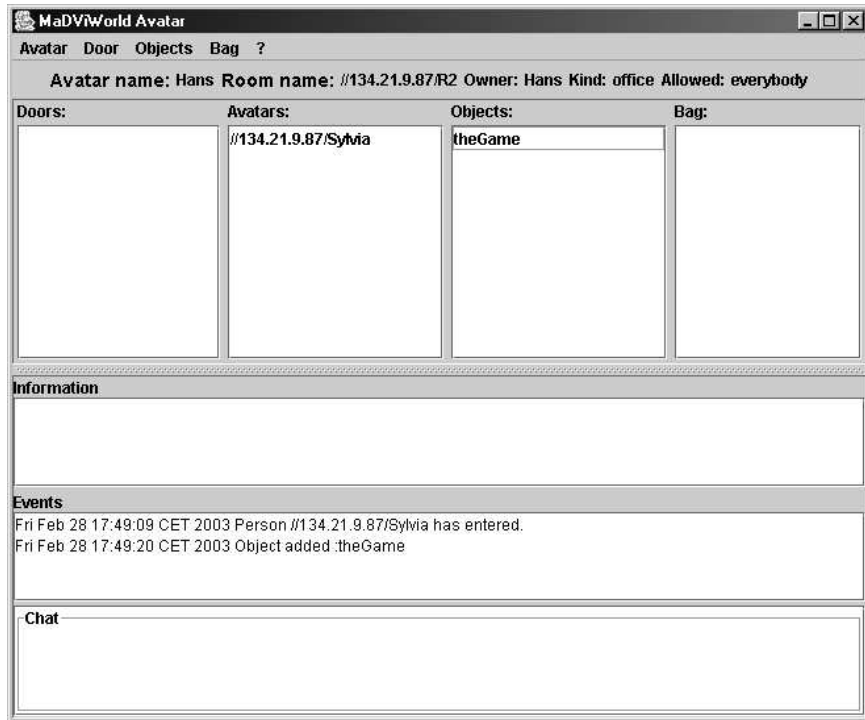 MaDViWorld Avatar
Avatar Door Objects Bag ?
Avatar name: Hans Room name: //134.21.9.87/R2 Owner: Hans Kind: office Allowed: everybody
Doors: Avatars: Objects: Bag:
//134.21.9.87/Sylvia theGame
Information
Events
Fri Feb 28 17:49:09 CET 2003 Person //134.21.9.87/Sylvia has entered.
Fri Feb 28 17:49:20 CET 2003 Object added :theGame
Chat